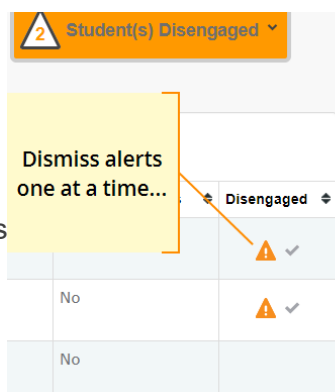 2 Student(s) Disengaged
Dismiss alerts
one at a time...
s Disengaged
s
No
No